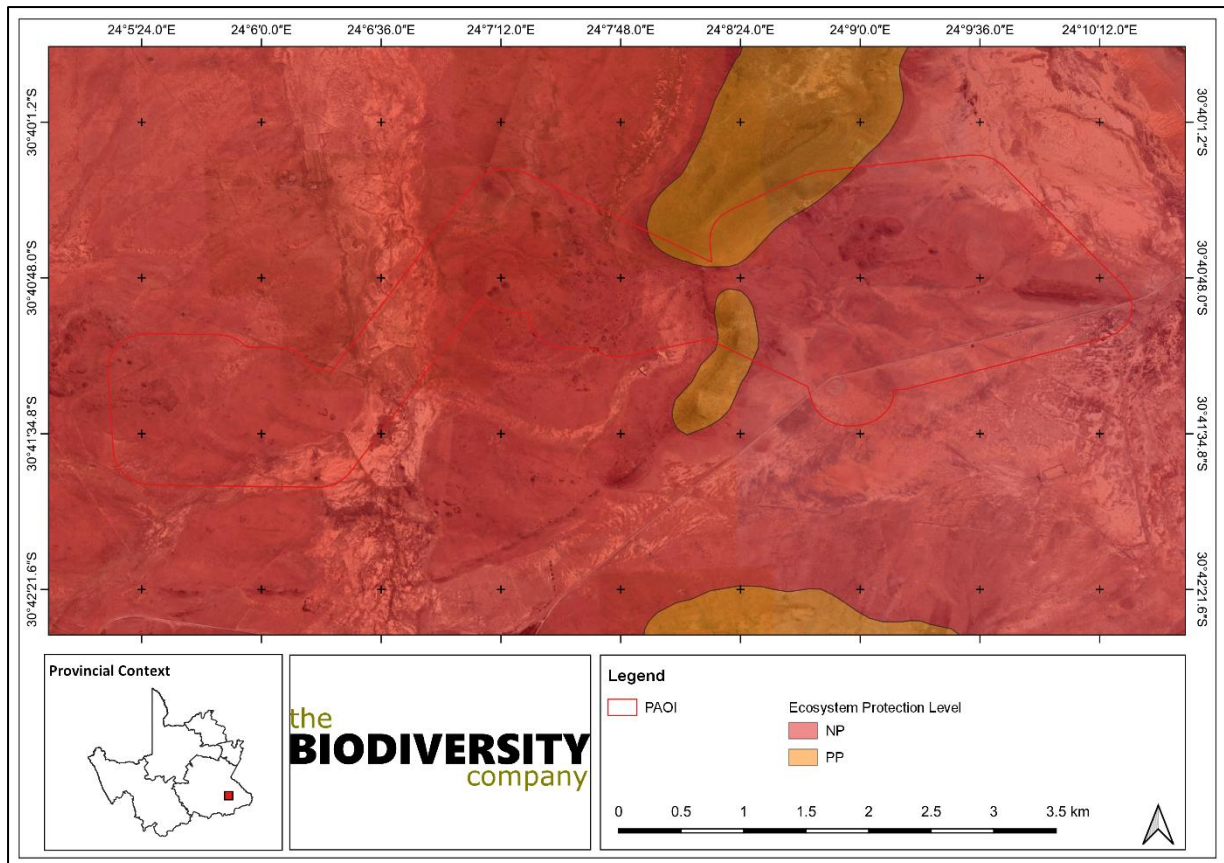 24°5'24.0"E 24°6'0.0"E 24°6'36.0"E 24°7'12.0"E 24°7'48.0"E 24°8'24.0"E 24°9'0.0"E 24°9'36.0"E 24°10'12.0"E
30°40'1.2"S 30°40'1.2"S
30°40'48.0"S 30°40'48.0"S
30°41'34.8"S 30°41'34.8"S
30°42'21.6"S 30°42'21.6"S
Provincial Context
the
BIODIVERSITY
company
Legend
PAOI
Ecosystem Protection Level
NP
PP
0 0.5 1 1.5 2 2.5 3 3.5 km